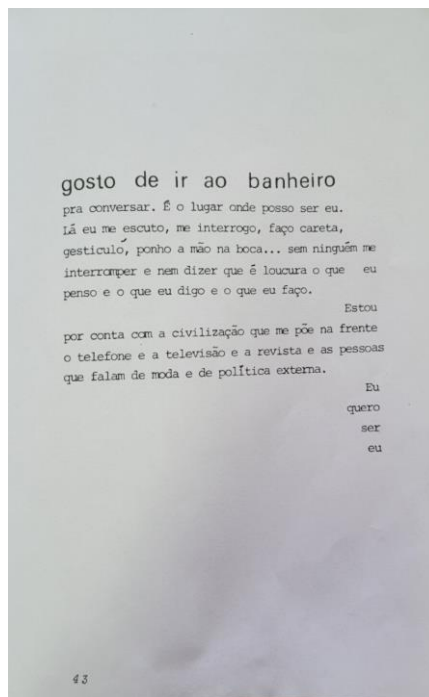 gosto de ir ao banheiro
pra conversar. É o lugar onde posso ser eu.
Lá eu me escuto, me interrogo, faço careta,
gesticuló, ponho a mão na boca... sem ninguém me
interromper e nem dizer que é loucura o que eu
penso e o que eu digo e o que eu faço.
Estou
por conta com a civilização que me põe na frente
o telefone e a televisão e a revista e as pessoas
que falam de moda e de política externa.
Eu
quero
ser
eu
43